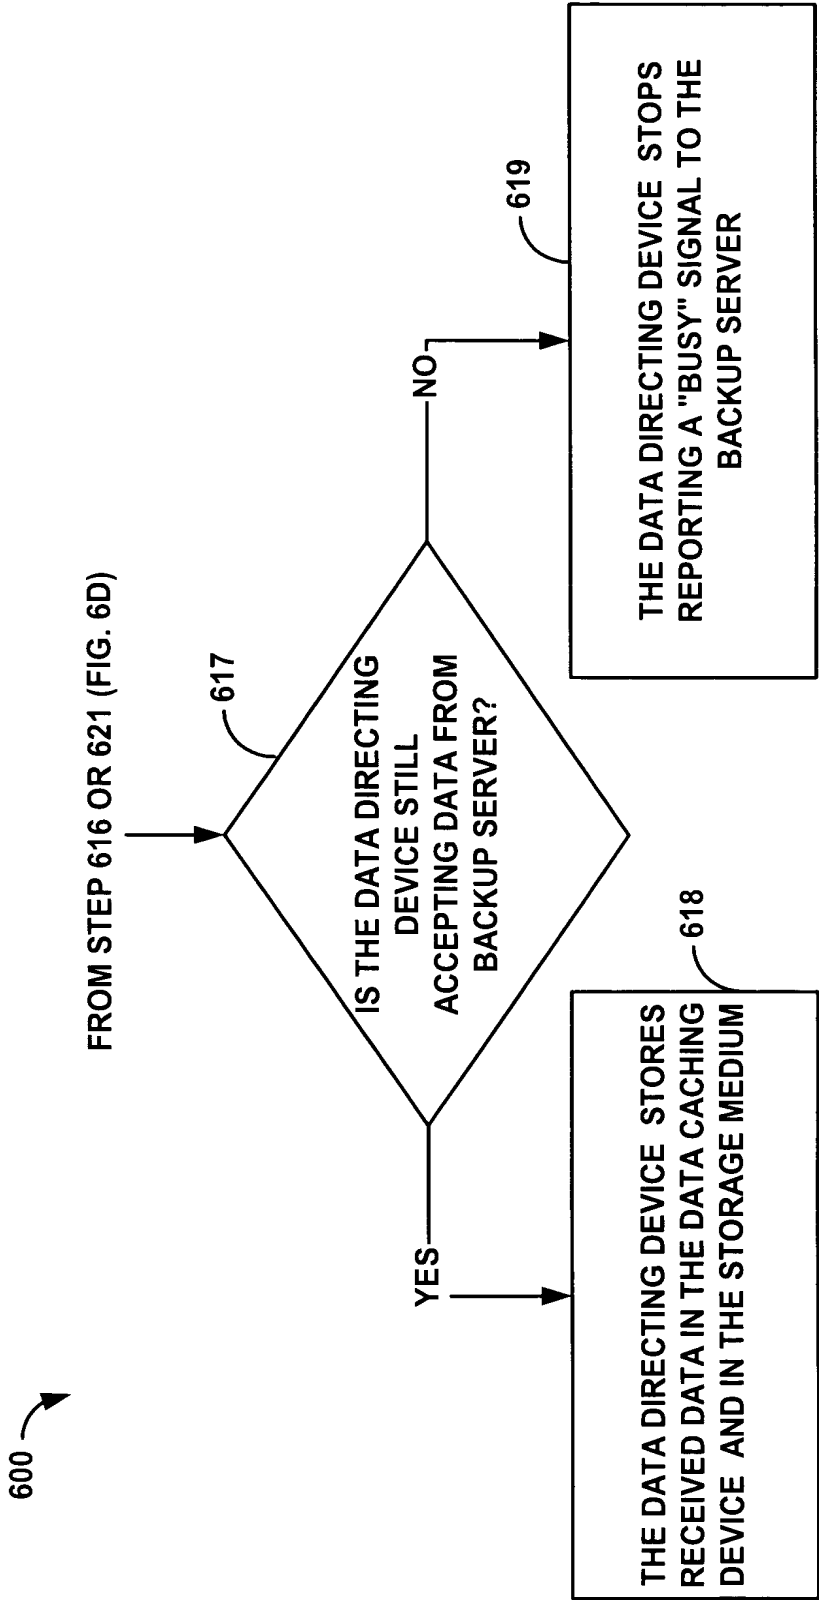 600
FROM STEP 616 OR 621 (FIG. 6D)
617
IS THE DATA DIRECTING
DEVICE STILL
ACCEPTING DATA FROM
BACKUP SERVER?
YES
NO
618
THE DATA DIRECTING DEVICE STORES
RECEIVED DATA IN THE DATA CACHING
DEVICE AND IN THE STORAGE MEDIUM
619
THE DATA DIRECTING DEVICE STOPS
REPORTING A "BUSY" SIGNAL TO THE
BACKUP SERVER